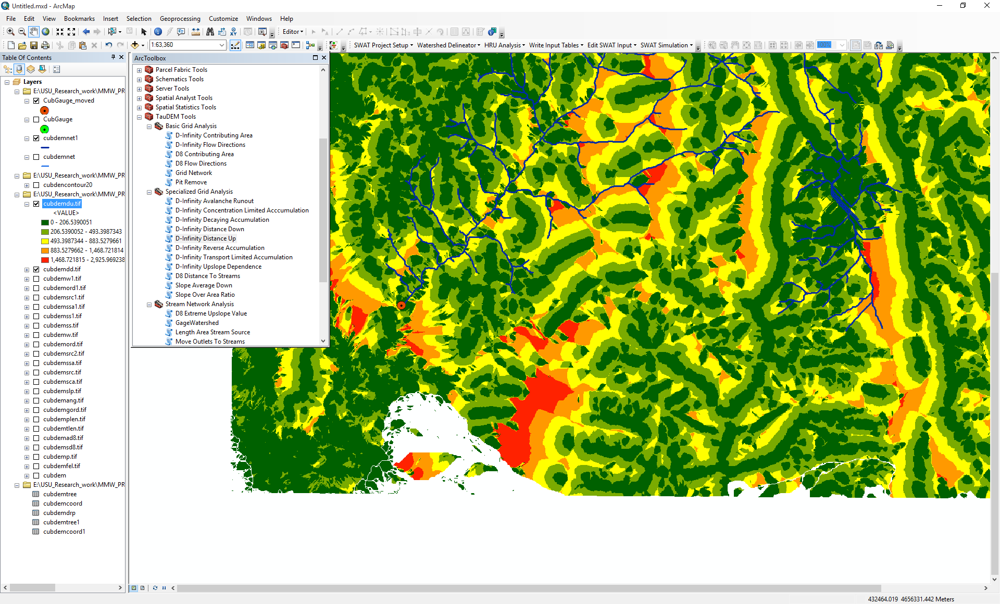 Untitled.mxd - ArcMap
File Edit View Bookmarks Insert Selection Geoprocessing Customize Windows Help
Editor
1:63,360
SWAT Project Setup Watershed Delineator HRU Analysis Write Input Tables Edit SWAT Input SWAT Simulation
100%
Table Of Contents
Layers
E:\USU_Research_work\MMW_PR
CubGauge_moved
CubGauge
cubdemnet1
cubdemnet
E:\USU_Research_work\MMW_PR
cubdencontour20
E:\USU_Research_work\MMW_PR
cubdemdu.tif
<VALUE>
0 - 206.5390051
206.5390052 - 493.3987343
493.3987344 - 883.5279661
883.5279662 - 1,468.721814
1,468.721815 - 2,925.969238
cubdemdd.tif
cubdemw1.tif
cubdemord1.tif
cubdemsrc1.tif
cubdemssa1.tif
cubdemss1.tif
cubdemss.tif
cubdemw.tif
cubdemord.tif
cubdemsrc2.tif
cubdemssa.tif
cubdemsrc.tif
cubdemsca.tif
cubdemslp.tif
cubdemang.tif
cubdemgord.tif
cubdemplen.tif
cubdemtlen.tif
cubdemad8.tif
cubdemsd8.tif
cubdemp.tif
cubdemfel.tif
cubdem
E:\USU_Research_work\MMW_PR
cubdemtree
cubdemcoord
cubdemdrp
cubdemtree1
cubdemcoord1
ArcToolbox
Parcel Fabric Tools
Schematics Tools
Server Tools
Spatial Analyst Tools
Spatial Statistics Tools
TauDEM Tools
Basic Grid Analysis
D-Infinity Contributing Area
D-Infinity Flow Directions
D8 Contributing Area
D8 Flow Directions
Grid Network
Pit Remove
Specialized Grid Analysis
D-Infinity Avalanche Runout
D-Infinity Concentration Limited Acccumulation
D-Infinity Decaying Accumulation
D-Infinity Distance Down
D-Infinity Distance Up
D-Infinity Reverse Accumulation
D-Infinity Transport Limited Accumulation
D-Infinity Upslope Dependence
D8 Distance To Streams
Slope Average Down
Slope Over Area Ratio
Stream Network Analysis
D8 Extreme Upslope Value
GageWatershed
Length Area Stream Source
Move Outlets To Streams
432464.019 4656331.442 Meters